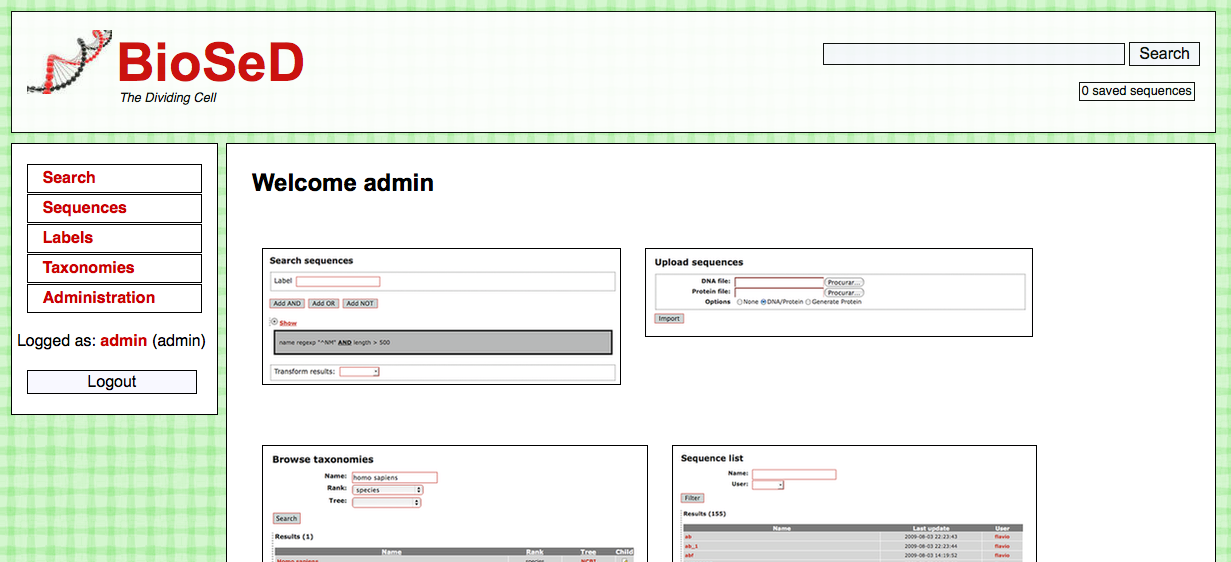 BioSeD
The Dividing Cell
Search
0 saved sequences
Search
Sequences
Labels
Taxonomies
Administration
Logged as: admin (admin)
Logout
Welcome admin
Search sequences
Label
Add AND Add OR Add NOT
Show
name regexp "^NM" AND length > 500
Transform results:
Upload sequences
DNA file: Procurar...
Protein file: Procurar...
Options None DNA/Protein Generate Protein
Import
Browse taxonomies
Name: homo sapiens
Rank: species
Tree:
Search
Results (1)
Name Rank Tree Child
Homo sapiens species NCBI
Sequence list
Name:
User:
Filter
Results (155)
Name Last update User
ab 2009-08-03 22:23:43 flavio
ab_1 2009-08-03 22:23:44 flavio
abf 2009-08-03 14:19:52 flavio